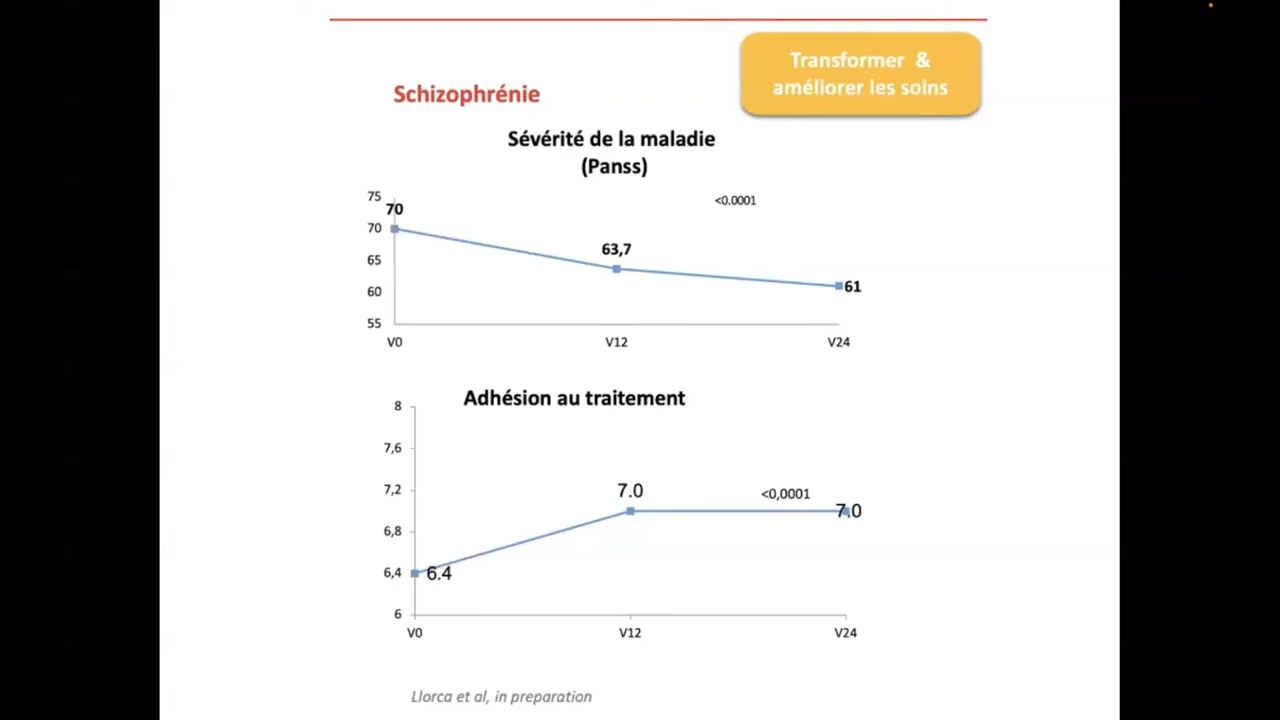 Transformer &
améliorer les soins
Schizophrénie
Sévérité de la maladie
(Panss)
75
70
65
60
55
70
63,7
61
<0.0001
V0
V12
V24
Adhésion au traitement
8
7,6
7,2
6,8
6,4
6
6.4
7.0
7.0
<0,0001
V0
V12
V24
Llorca et al, in preparation